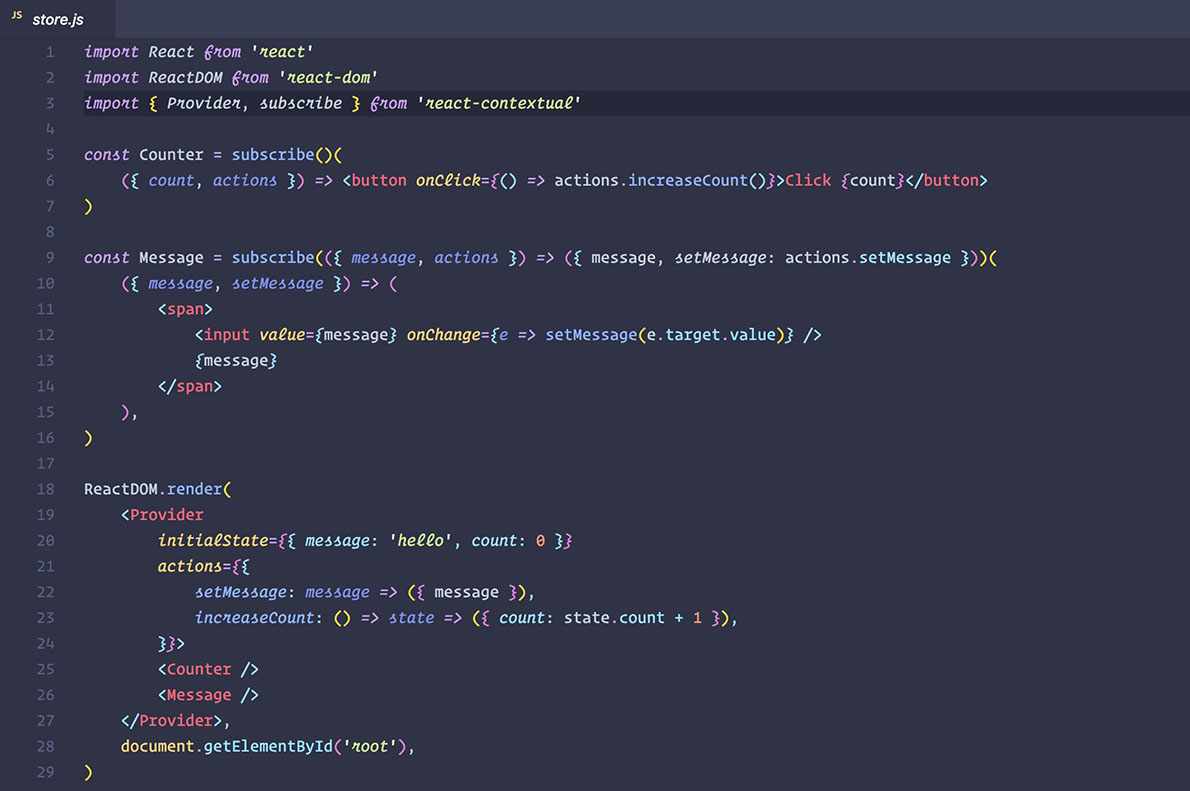 JS store.js
1 import React from 'react'
2 import ReactDOM from 'react-dom'
3 import { Provider, subscribe } from 'react-contextual'
4
5 const Counter = subscribe()(
6     ({ count, actions }) => <button onClick={() => actions.increaseCount()}>Click {count}</button>
7 )
8
9 const Message = subscribe(({ message, actions }) => ({ message, setMessage: actions.setMessage }))(
10     ({ message, setMessage }) => (
11         <span>
12             <input value={message} onChange={e => setMessage(e.target.value)} />
13             {message}
14         </span>
15     ),
16 )
17
18 ReactDOM.render(
19     <Provider
20         initialState={{ message: 'hello', count: 0 }}
21         actions={{
22             setMessage: message => ({ message }),
23             increaseCount: () => state => ({ count: state.count + 1 }),
24         }}>
25         <Counter />
26         <Message />
27     </Provider>,
28     document.getElementById('root'),
29 )